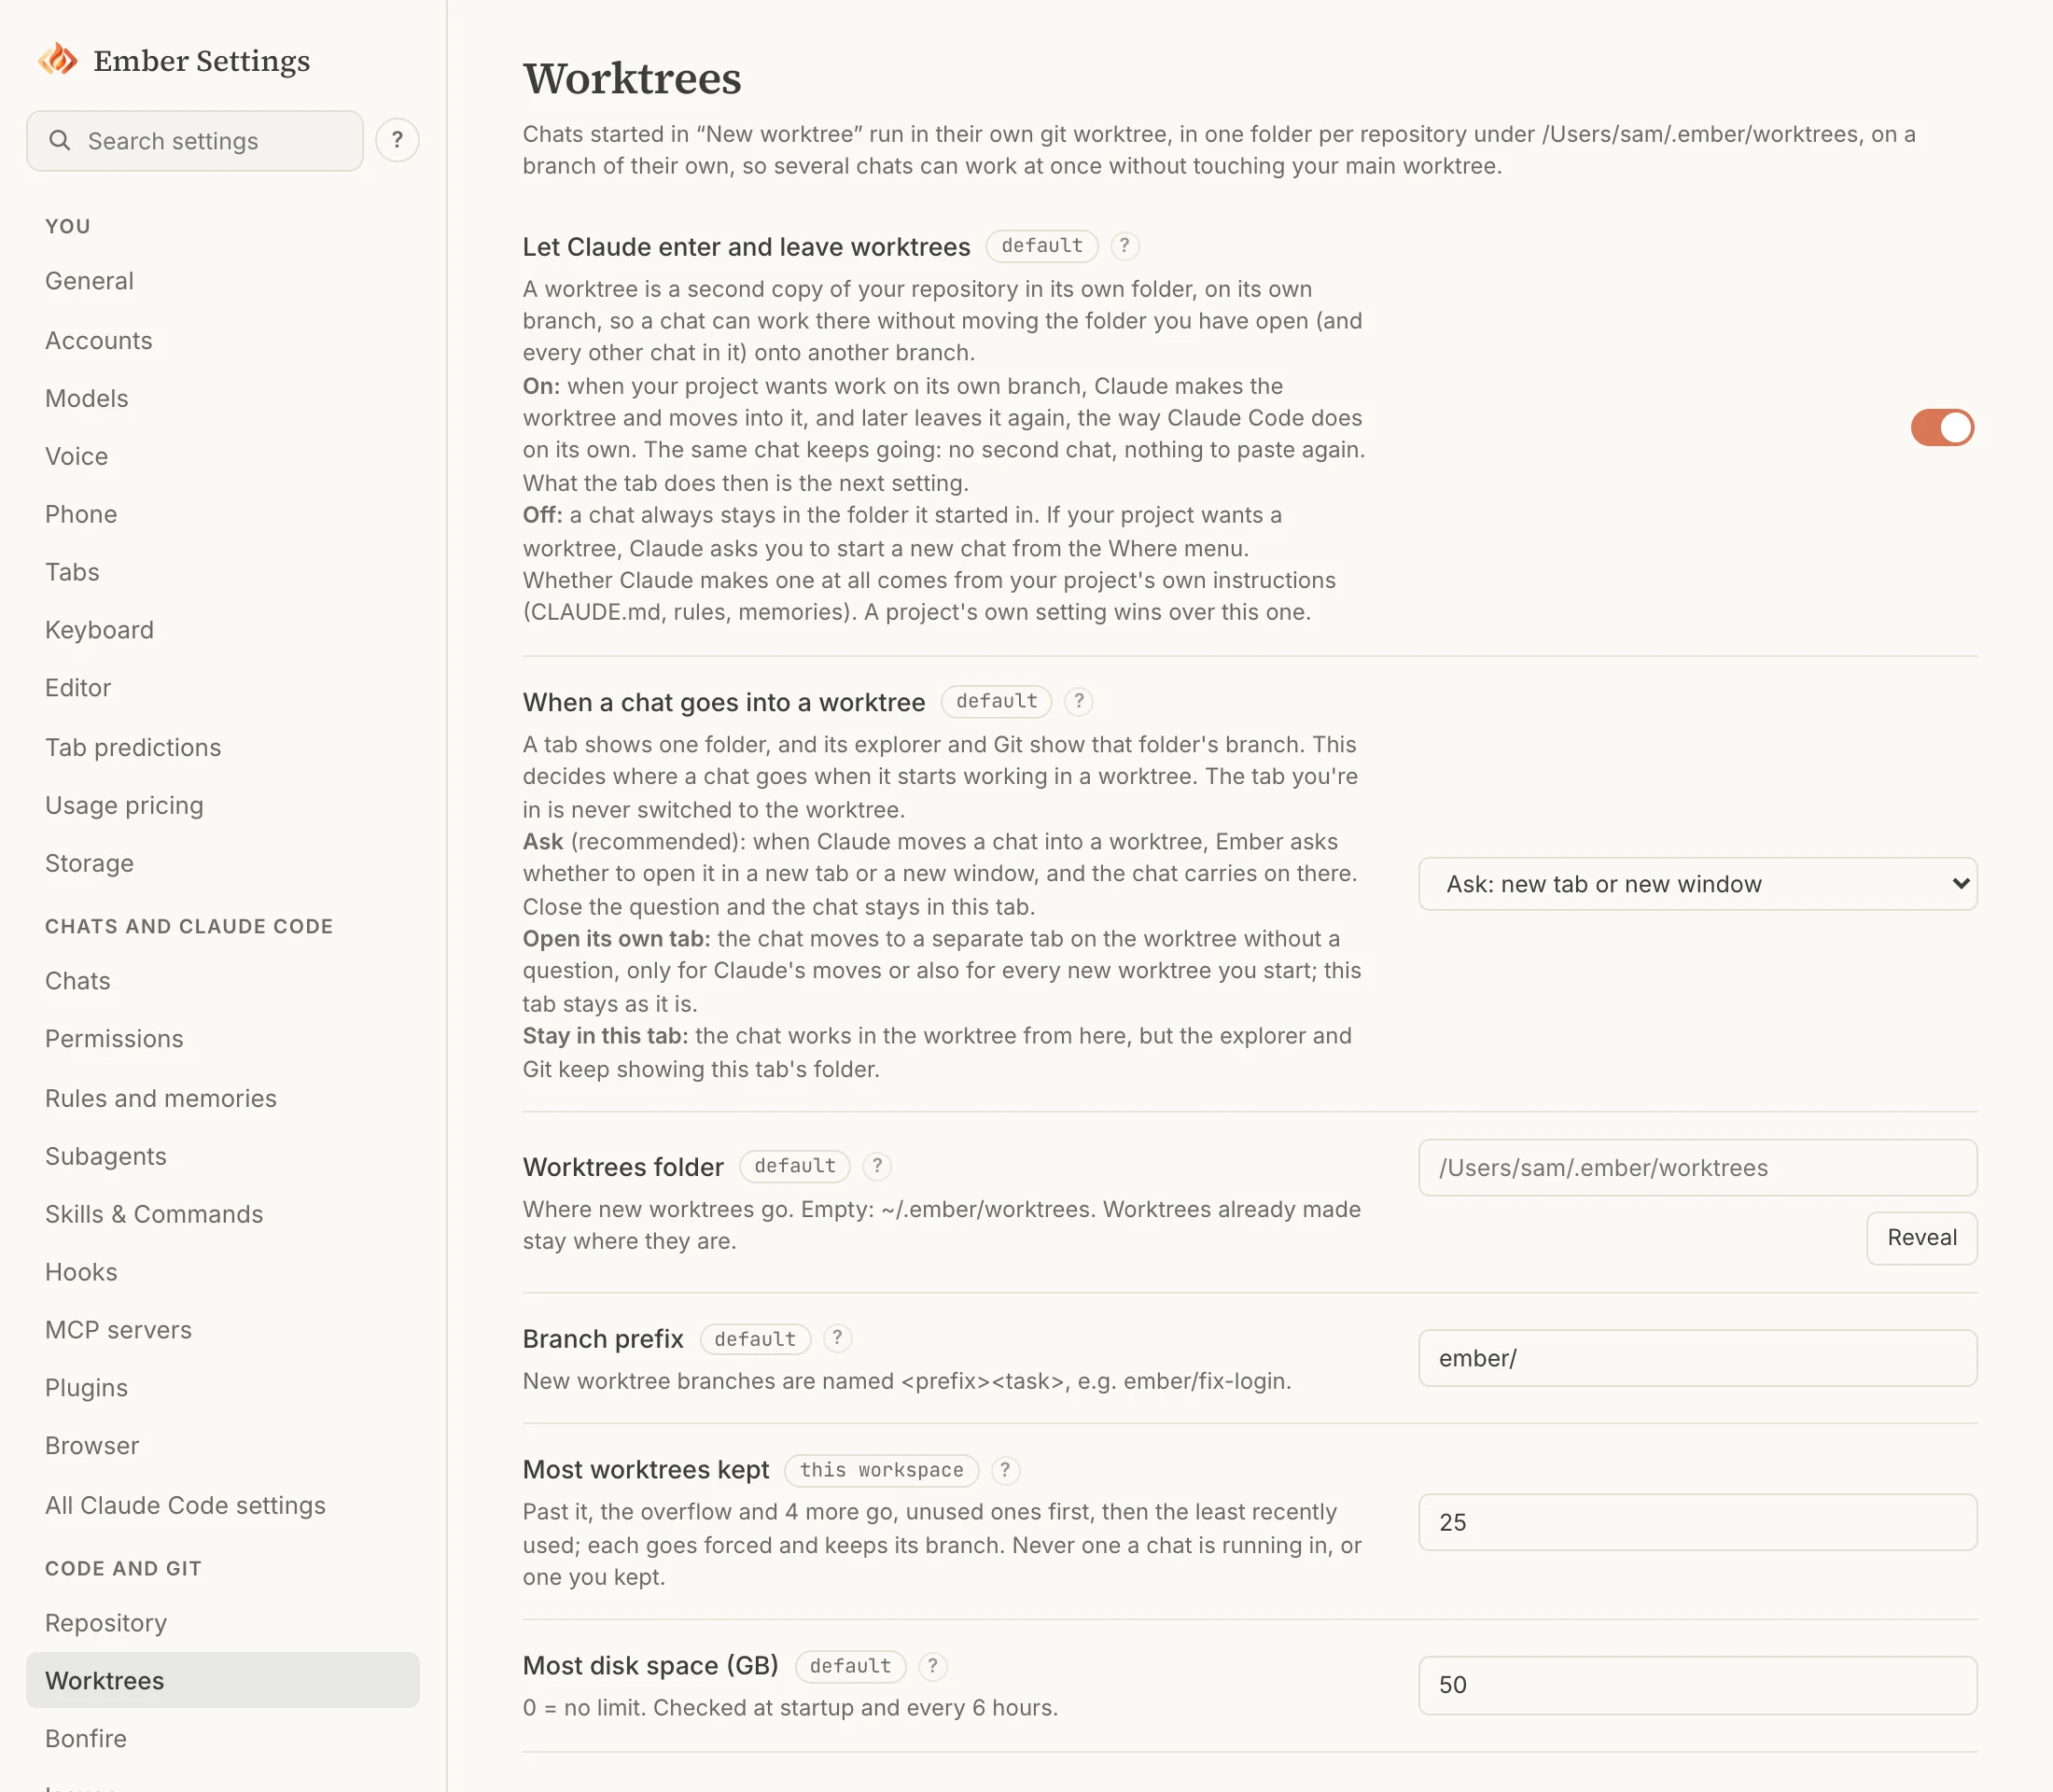 Ember Settings
Search settings
?
YOU
General
Accounts
Models
Voice
Phone
Tabs
Keyboard
Editor
Tab predictions
Usage pricing
Storage
CHATS AND CLAUDE CODE
Chats
Permissions
Rules and memories
Subagents
Skills & Commands
Hooks
MCP servers
Plugins
Browser
All Claude Code settings
CODE AND GIT
Repository
Worktrees
Bonfire
Worktrees
Chats started in “New worktree” run in their own git worktree, in one folder per repository under /Users/sam/.ember/worktrees, on a
branch of their own, so several chats can work at once without touching your main worktree.
Let Claude enter and leave worktrees default ?
A worktree is a second copy of your repository in its own folder, on its own
branch, so a chat can work there without moving the folder you have open (and
every other chat in it) onto another branch.
On: when your project wants work on its own branch, Claude makes the
worktree and moves into it, and later leaves it again, the way Claude Code does
on its own. The same chat keeps going: no second chat, nothing to paste again.
What the tab does then is the next setting.
Off: a chat always stays in the folder it started in. If your project wants a
worktree, Claude asks you to start a new chat from the Where menu.
Whether Claude makes one at all comes from your project's own instructions
(CLAUDE.md, rules, memories). A project's own setting wins over this one.
When a chat goes into a worktree default ?
A tab shows one folder, and its explorer and Git show that folder's branch. This
decides where a chat goes when it starts working in a worktree. The tab you're
in is never switched to the worktree.
Ask (recommended): when Claude moves a chat into a worktree, Ember asks
whether to open it in a new tab or a new window, and the chat carries on there.
Close the question and the chat stays in this tab.
Open its own tab: the chat moves to a separate tab on the worktree without a
question, only for Claude's moves or also for every new worktree you start; this
tab stays as it is.
Stay in this tab: the chat works in the worktree from here, but the explorer and
Git keep showing this tab's folder.
Ask: new tab or new window
Worktrees folder default ?
Where new worktrees go. Empty: ~/.ember/worktrees. Worktrees already made
stay where they are.
/Users/sam/.ember/worktrees
Reveal
Branch prefix default ?
New worktree branches are named <prefix><task>, e.g. ember/fix-login.
ember/
Most worktrees kept this workspace ?
Past it, the overflow and 4 more go, unused ones first, then the least recently
used; each goes forced and keeps its branch. Never one a chat is running in, or
one you kept.
25
Most disk space (GB) default ?
0 = no limit. Checked at startup and every 6 hours.
50